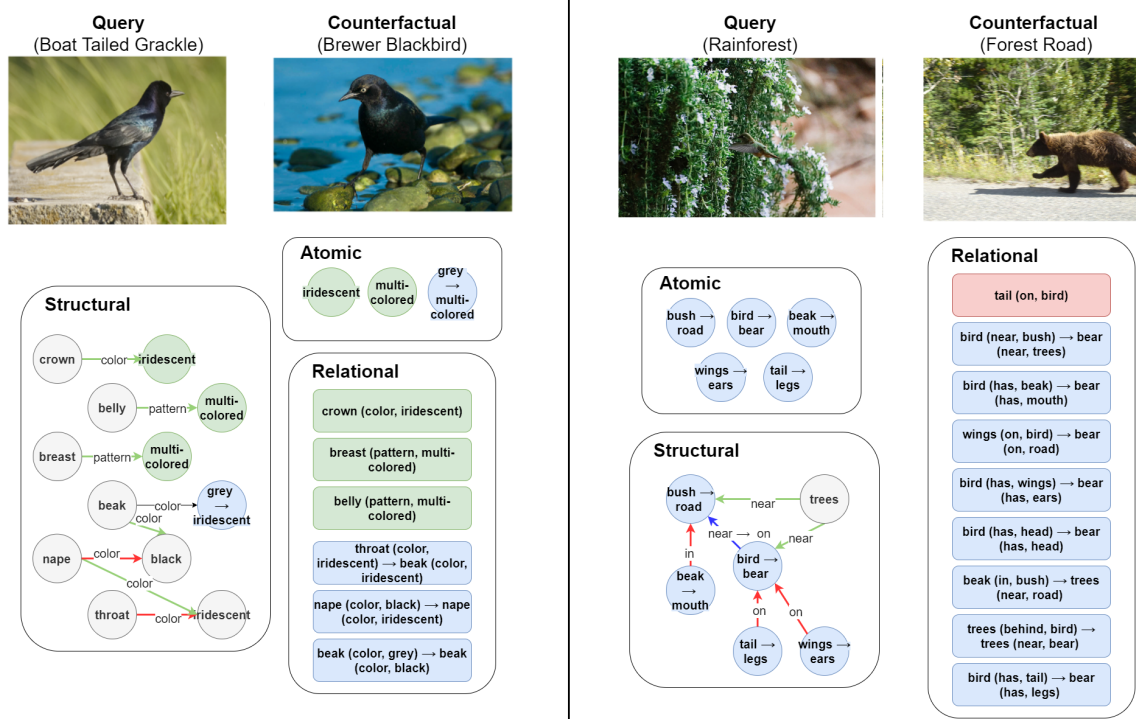 Query
(Boat Tailed Grackle)
Counterfactual
(Brewer Blackbird)
Atomic
iridescent
multi-
colored
grey
→
multi-
colored
Structural
crown
color
iridescent
belly
pattern
multi-
colored
breast
pattern
multi-
colored
beak
color
grey
→
iridescent
color
nape
color
black
color
throat
color
iridescent
Relational
crown (color, iridescent)
breast (pattern, multi-
colored)
belly (pattern, multi-
colored)
throat (color,
iridescent) → beak (color,
iridescent)
nape (color, black) → nape
(color, iridescent)
beak (color, grey) → beak
(color, black)
Query
(Rainforest)
Counterfactual
(Forest Road)
Atomic
bush →
road
bird →
bear
beak →
mouth
wings →
ears
tail →
legs
Structural
bush →
road
near
trees
near → on
near
in
bird →
bear
beak →
mouth
on
on
tail →
legs
wings →
ears
Relational
tail (on, bird)
bird (near, bush) → bear
(near, trees)
bird (has, beak) → bear
(has, mouth)
wings (on, bird) → bear
(on, road)
bird (has, wings) → bear
(has, ears)
bird (has, head) → bear
(has, head)
beak (in, bush) → trees
(near, road)
trees (behind, bird) →
trees (near, bear)
bird (has, tail) → bear
(has, legs)